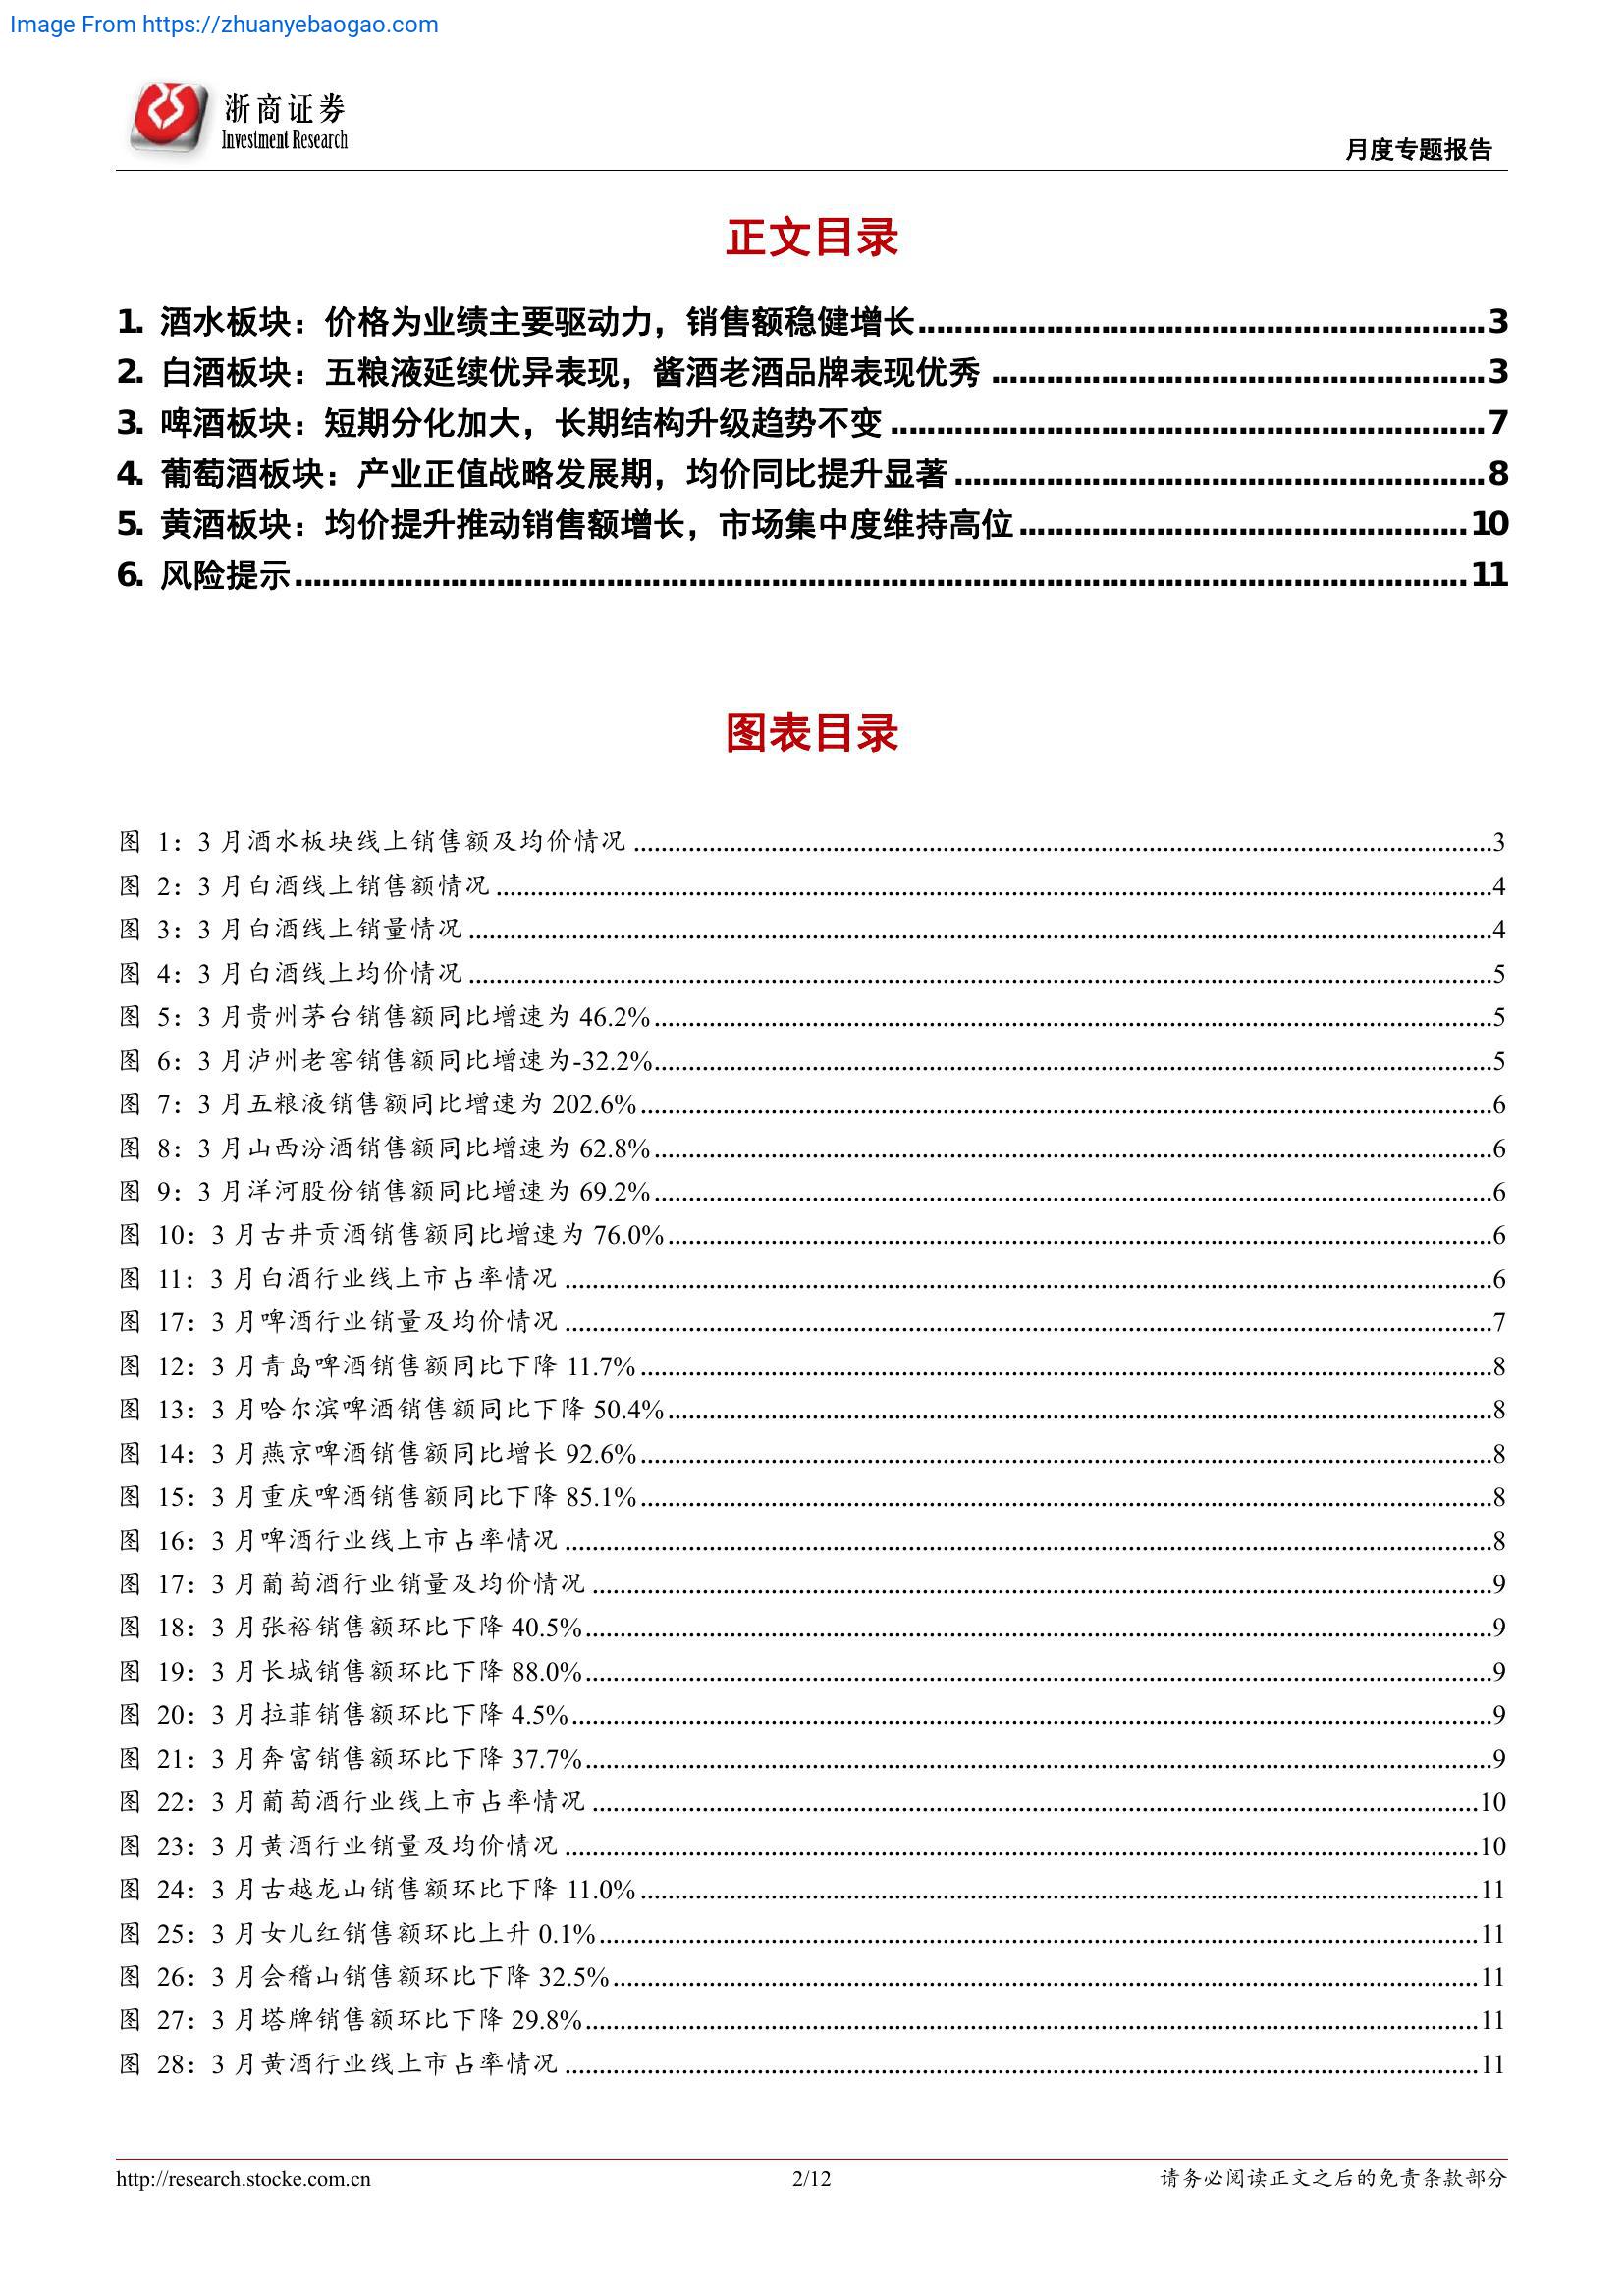 Image From https://zhuanyebaogao.com
浙商证券
Investment Research
月度专题报告
正文目录
1. 酒水板块：价格为业绩主要驱动力，销售额稳健增长 3
2. 白酒板块：五粮液延续优异表现，酱酒老酒品牌表现优秀 3
3. 啤酒板块：短期分化加大，长期结构升级趋势不变 7
4. 葡萄酒板块：产业正值战略发展期，均价同比提升显著 8
5. 黄酒板块：均价提升推动销售额增长，市场集中度维持高位 10
6. 风险提示 11
图表目录
图 1：3 月酒水板块线上销售额及均价情况 3
图 2：3 月白酒线上销售额情况 4
图 3：3 月白酒线上销量情况 4
图 4：3 月白酒线上均价情况 5
图 5：3 月贵州茅台销售额同比增速为 46.2% 5
图 6：3 月泸州老窖销售额同比增速为-32.2% 5
图 7：3 月五粮液销售额同比增速为 202.6% 6
图 8：3 月山西汾酒销售额同比增速为 62.8% 6
图 9：3 月洋河股份销售额同比增速为 69.2% 6
图 10：3 月古井贡酒销售额同比增速为 76.0% 6
图 11：3 月白酒行业线上市占率情况 6
图 17：3 月啤酒行业销量及均价情况 7
图 12：3 月青岛啤酒销售额同比下降 11.7% 8
图 13：3 月哈尔滨啤酒销售额同比下降 50.4% 8
图 14：3 月燕京啤酒销售额同比增长 92.6% 8
图 15：3 月重庆啤酒销售额同比下降 85.1% 8
图 16：3 月啤酒行业线上市占率情况 8
图 17：3 月葡萄酒行业销量及均价情况 9
图 18：3 月张裕销售额环比下降 40.5% 9
图 19：3 月长城销售额环比下降 88.0% 9
图 20：3 月拉菲销售额环比下降 4.5% 9
图 21：3 月奔富销售额环比下降 37.7% 9
图 22：3 月葡萄酒行业线上市占率情况 10
图 23：3 月黄酒行业销量及均价情况 10
图 24：3 月古越龙山销售额环比下降 11.0% 11
图 25：3 月女儿红销售额环比上升 0.1% 11
图 26：3 月会稽山销售额环比下降 32.5% 11
图 27：3 月塔牌销售额环比下降 29.8% 11
图 28：3 月黄酒行业线上市占率情况 11
http://research.stocke.com.cn 2/12 请务必阅读正文之后的免责条款部分